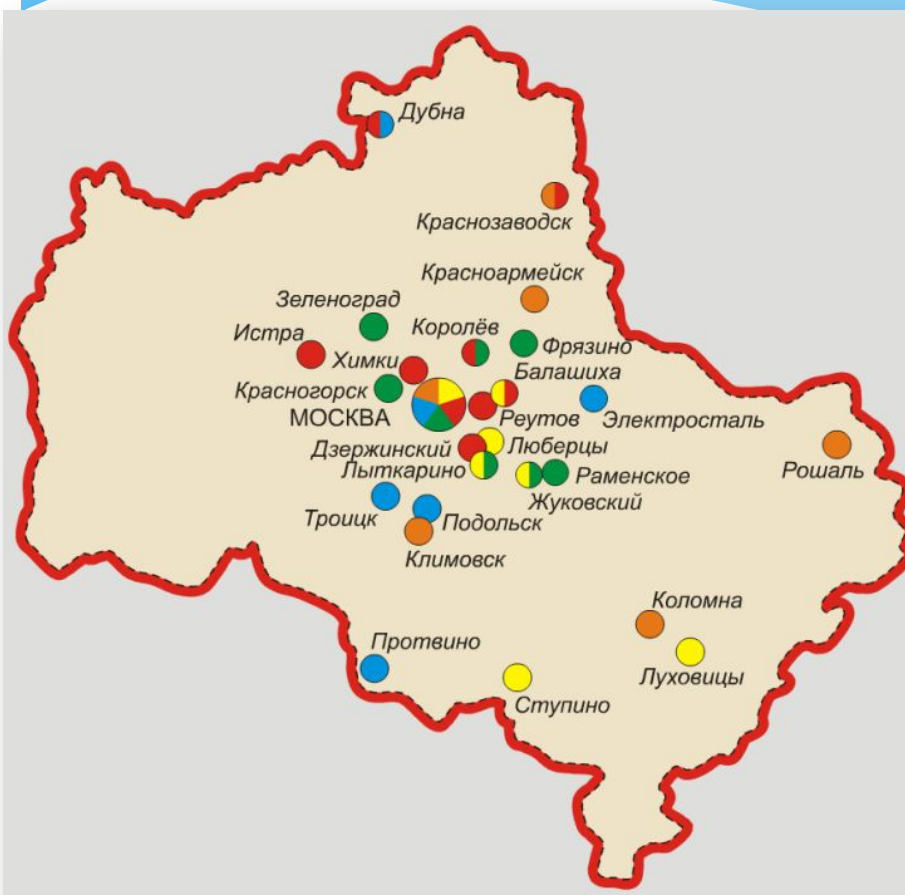 Дубна
Краснозаводск
Красноармейск
Зеленоград
Королёв
Истра
Фрязино
Химки
Балашиха
Красногорск
МОСКВА
Реутов
Электросталь
Дзержинский
Люберцы
Рошаль
Лыткарино
Раменское
Жуковский
Троицк
Подольск
Климовск
Коломна
Протвино
Луховицы
Ступино